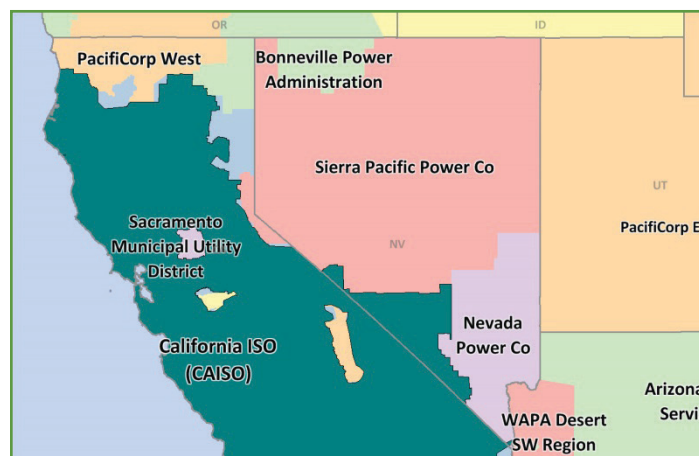 OR
ID
PacifiCorp West
Bonneville Power
Administration
Sierra Pacific Power Co
UT
PacifiCorp E
Sacramento
Municipal Utility
District
NV
California ISO
(CAISO)
Nevada
Power Co
Arizona
Servi
WAPA Desert
SW Region